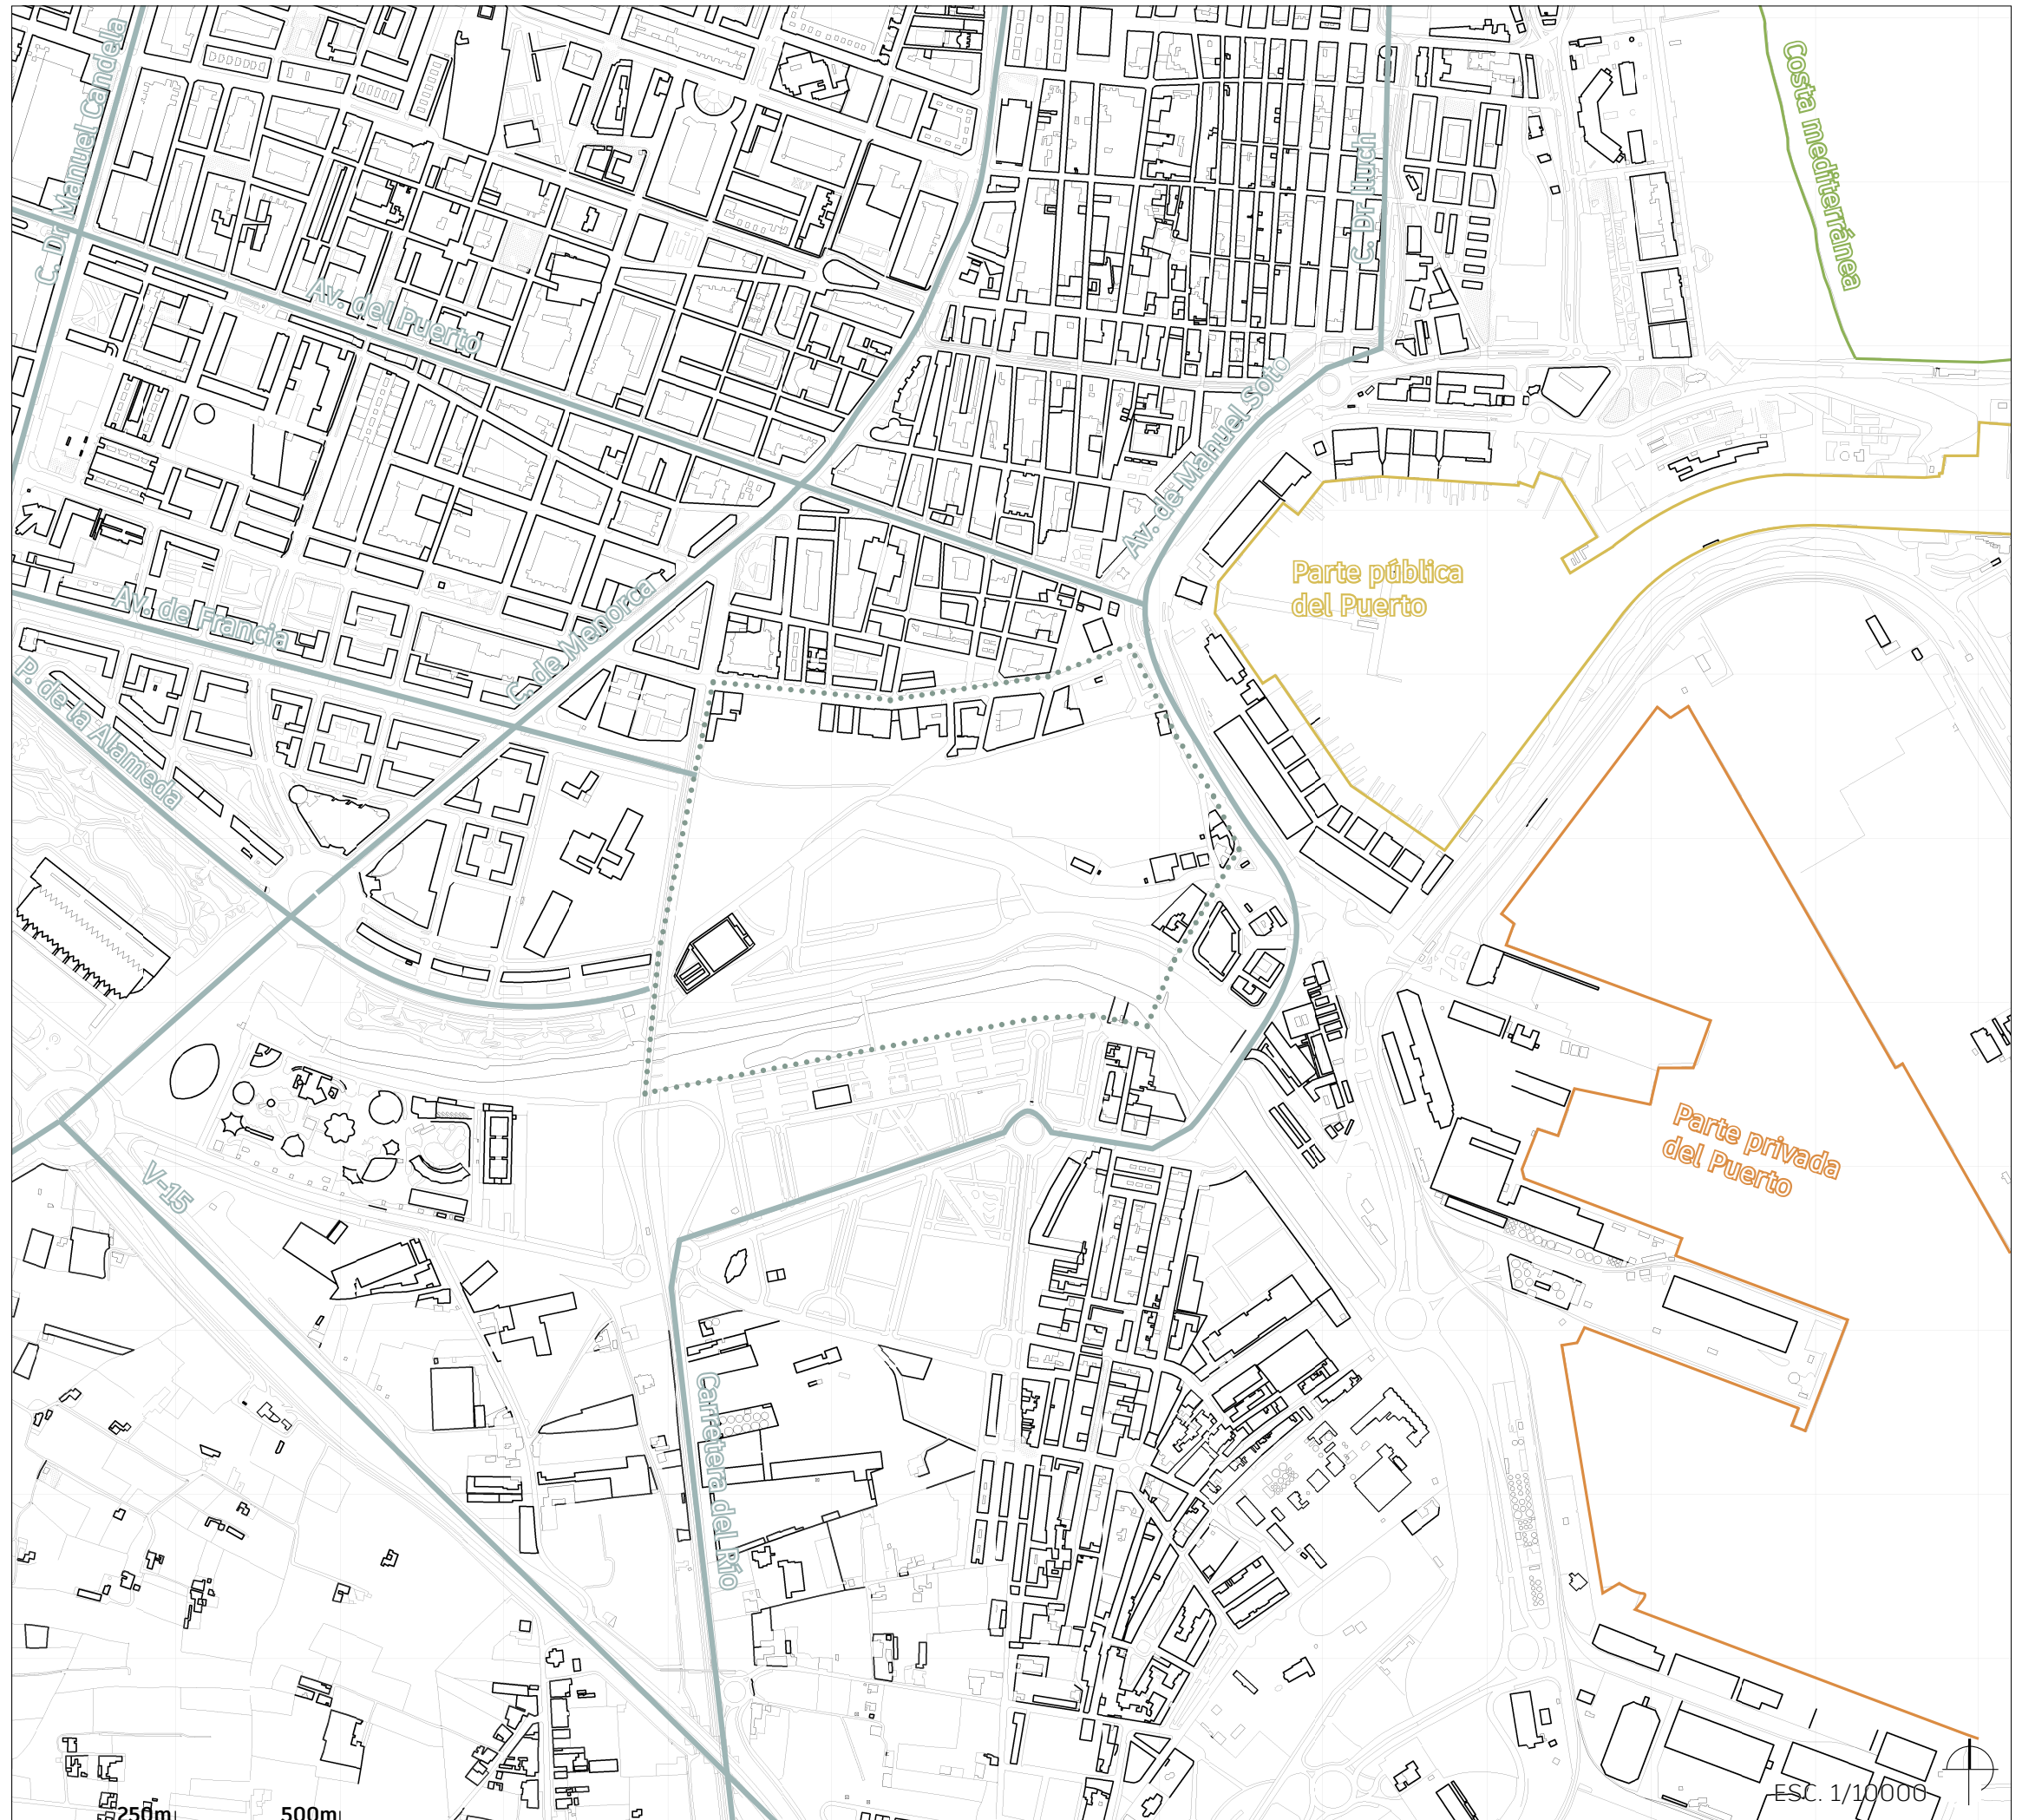 C. Dr. Manuel Candella
Costa mediterránea
C. Dr lluch
Av. del Puerto
Av. de Manuel Soto
Parte pública
del Puerto
Av. de Francia
C. de Menorca
P. de la Alameda
Parte privada
del Puerto
V-15
Carretera del Río
ESC. 1/10000
250m
500m